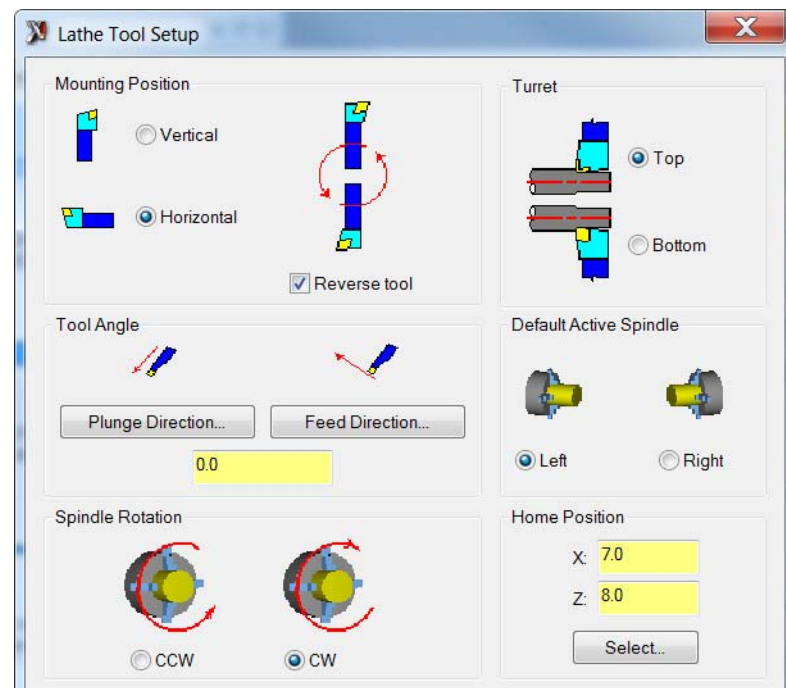 Lathe Tool Setup
Mounting Position
Vertical
Horizontal
Reverse tool
Turret
Top
Bottom
Tool Angle
Plunge Direction...
Feed Direction...
0.0
Default Active Spindle
Left
Right
Spindle Rotation
CCW
CW
Home Position
X: 7.0
Z: 8.0
Select...